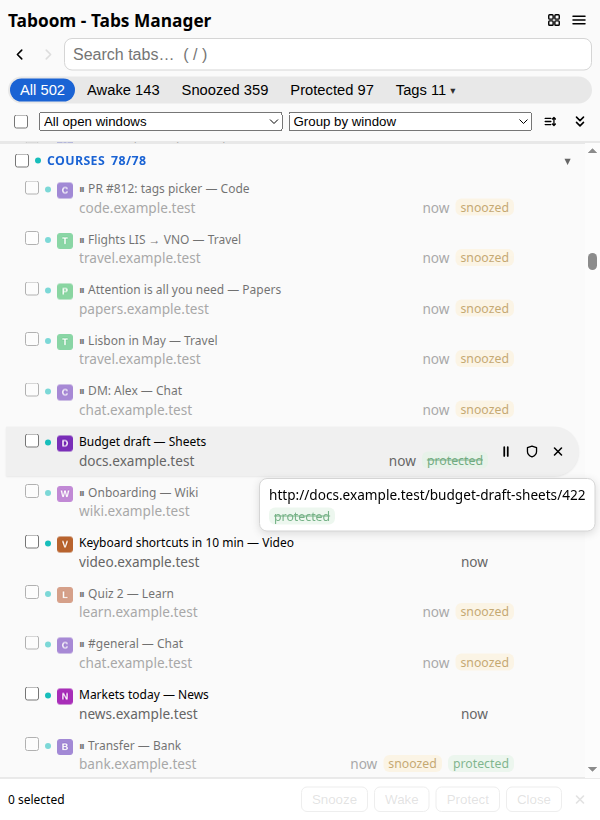 Taboom - Tabs Manager
Search tabs… ( / )
All 502 Awake 143 Snoozed 359 Protected 97 Tags 11 ▾
All open windows Group by window
COURSES 78/78
C PR #812: tags picker — Code
code.example.test now snoozed
T Flights LIS → VNO — Travel
travel.example.test now snoozed
P Attention is all you need — Papers
papers.example.test now snoozed
T Lisbon in May — Travel
travel.example.test now snoozed
C DM: Alex — Chat
chat.example.test now snoozed
D Budget draft — Sheets
docs.example.test now protected
W Onboarding — Wiki
wiki.example.test
http://docs.example.test/budget-draft-sheets/422
protected
V Keyboard shortcuts in 10 min — Video
video.example.test now
L Quiz 2 — Learn
learn.example.test now snoozed
C #general — Chat
chat.example.test now snoozed
N Markets today — News
news.example.test now
B Transfer — Bank
bank.example.test now snoozed protected
0 selected Snooze Wake Protect Close